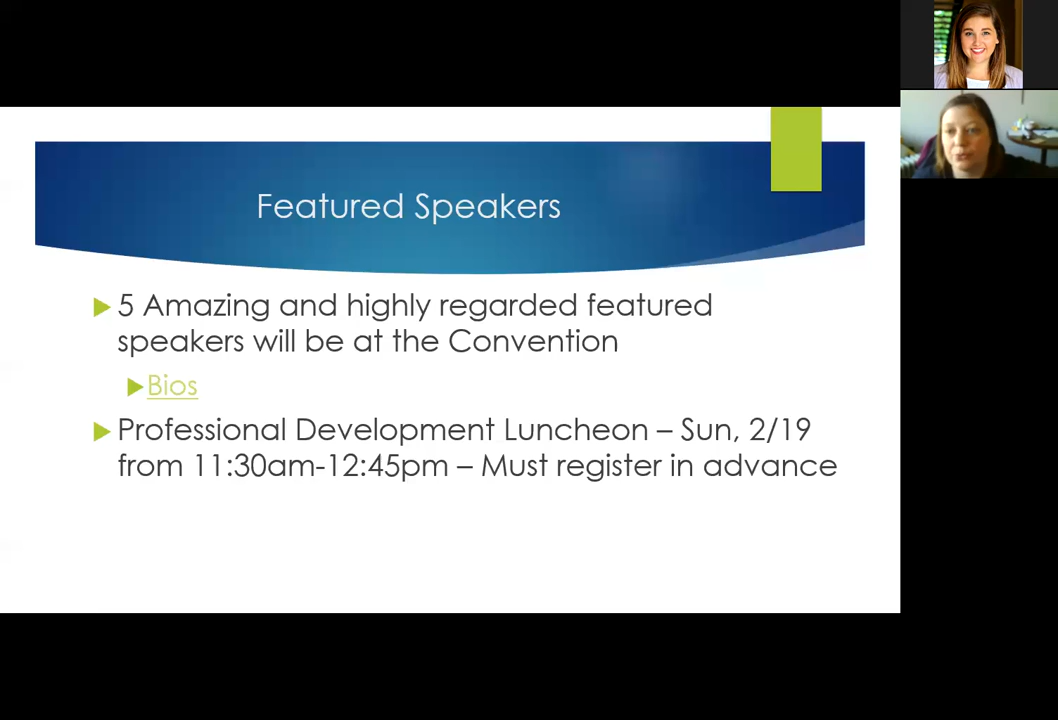 Featured Speakers
5 Amazing and highly regarded featured
speakers will be at the Convention
Bios
Professional Development Luncheon – Sun, 2/19
from 11:30am-12:45pm – Must register in advance